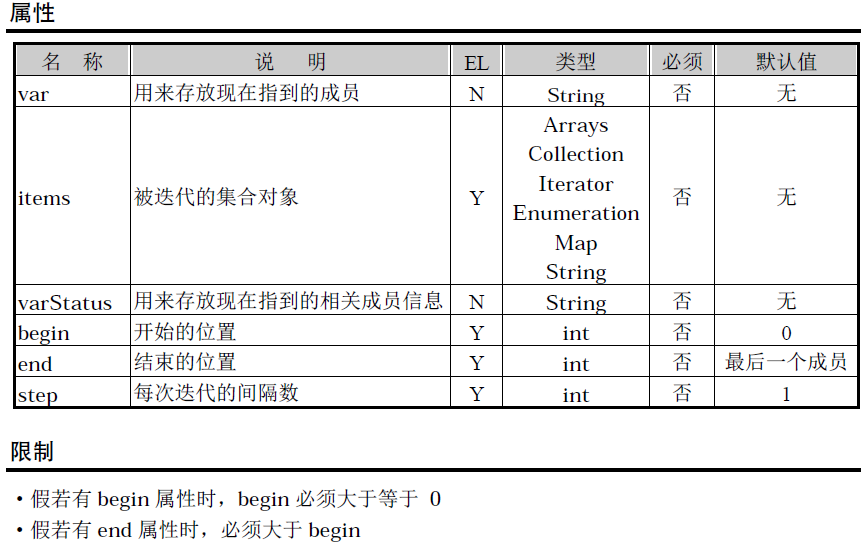 属性
名 称 说 明 EL 类型 必须 默认值
var 用来存放现在指到的成员 N String 否 无
items 被迭代的集合对象 Y Arrays Collection Iterator Enumeration Map String 否 无
varStatus 用来存放现在指到的相关成员信息 N String 否 无
begin 开始的位置 Y int 否 0
end 结束的位置 Y int 否 最后一个成员
step 每次迭代的间隔数 Y int 否 1
限制
·假若有 begin 属性时，begin 必须大于等于 0
·假若有 end 属性时，必须大于 begin